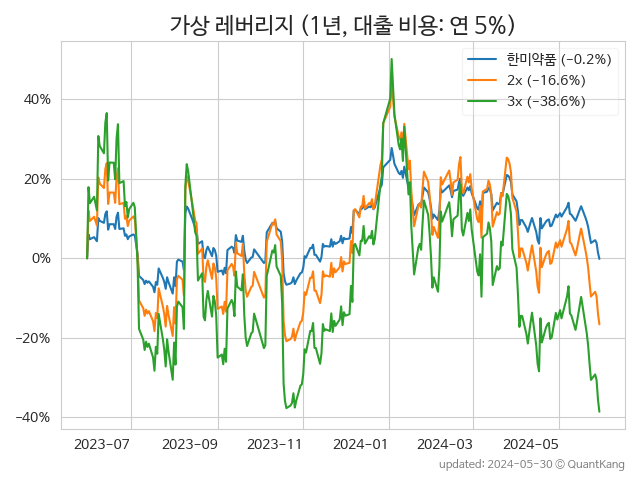 가상 레버리지 (1년, 대출 비용: 연 5%)
한미약품 (−0.2%)
2x (−16.6%)
3x (−38.6%)
40%
20%
0%
−20%
−40%
2023-07 2023-09 2023-11 2024-01 2024-03 2024-05
updated: 2024-05-30 © QuantKang